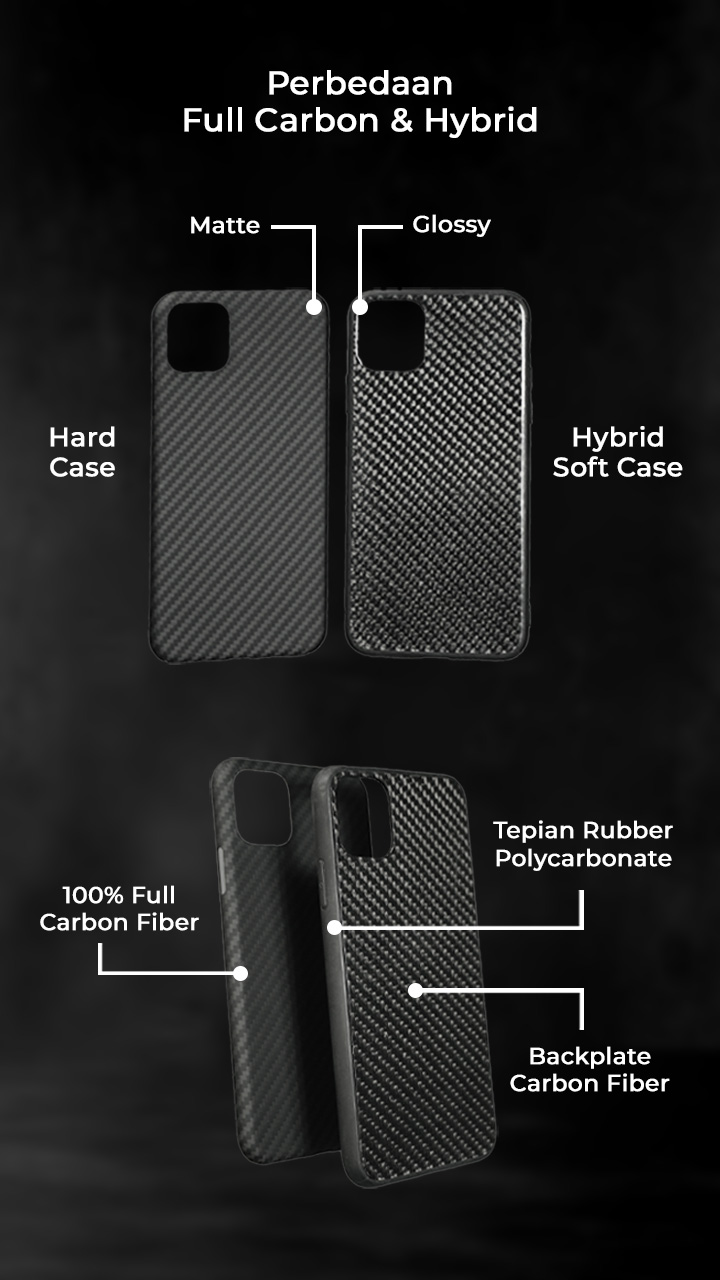 Perbedaan
Full Carbon & Hybrid
Matte
Glossy
Hard
Case
Hybrid
Soft Case
Tepian Rubber
Polycarbonate
100% Full
Carbon Fiber
Backplate
Carbon Fiber